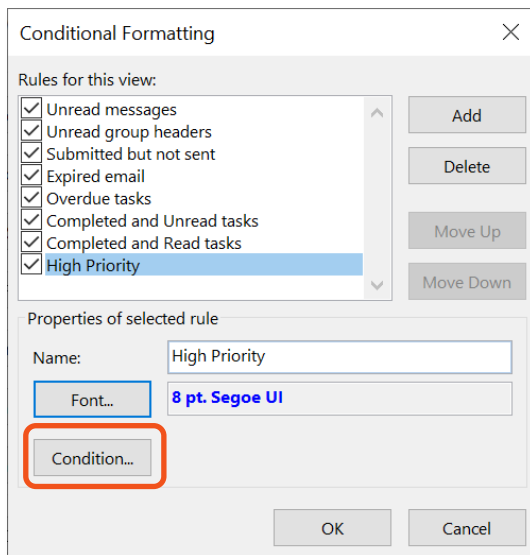 Conditional Formatting
Rules for this view:
Unread messages
Unread group headers
Submitted but not sent
Expired email
Overdue tasks
Completed and Unread tasks
Completed and Read tasks
High Priority
Add
Delete
Move Up
Move Down
Properties of selected rule
Name:
High Priority
Font...
8 pt. Segoe UI
Condition...
OK
Cancel